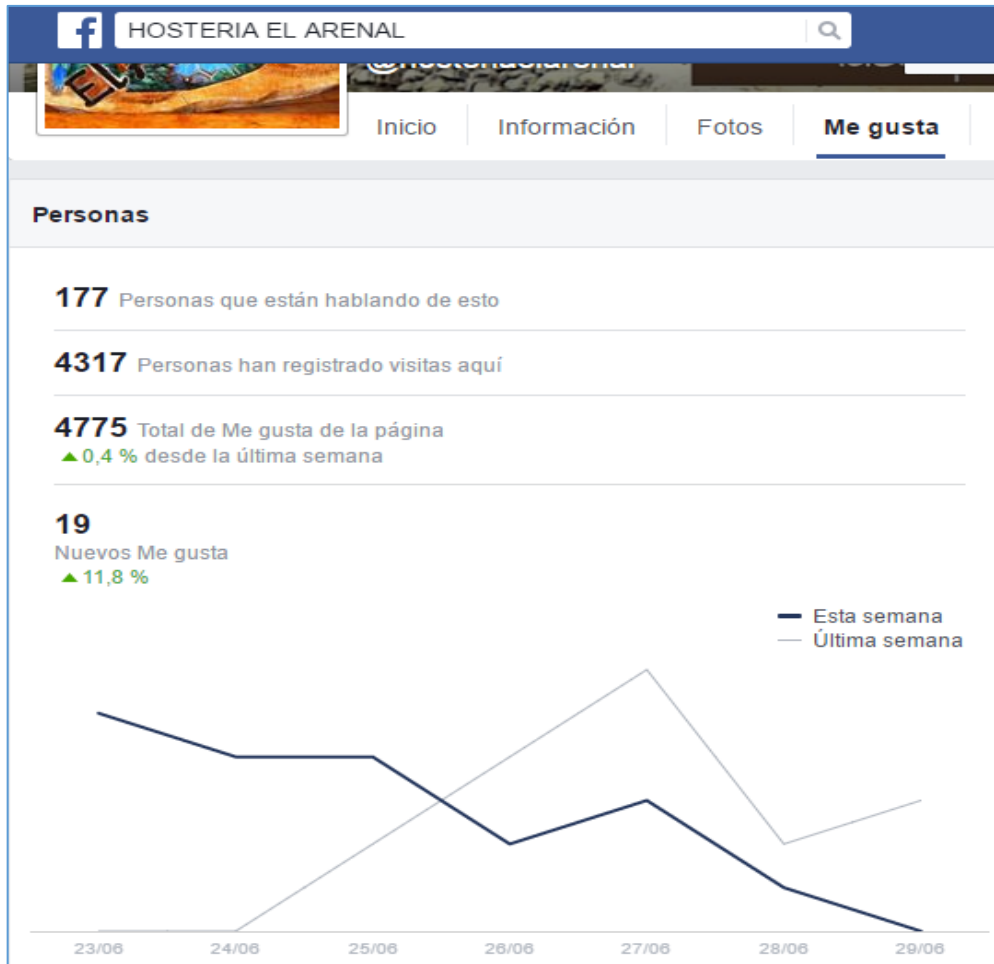 HOSTERIA EL ARENAL
@hosteriaelarenal
Inicio Información Fotos Me gusta
Personas
177 Personas que están hablando de esto
4317 Personas han registrado visitas aquí
4775 Total de Me gusta de la página
0,4 % desde la última semana
19
Nuevos Me gusta
11,8 %
Esta semana
Última semana
23/06 24/06 25/06 26/06 27/06 28/06 29/06